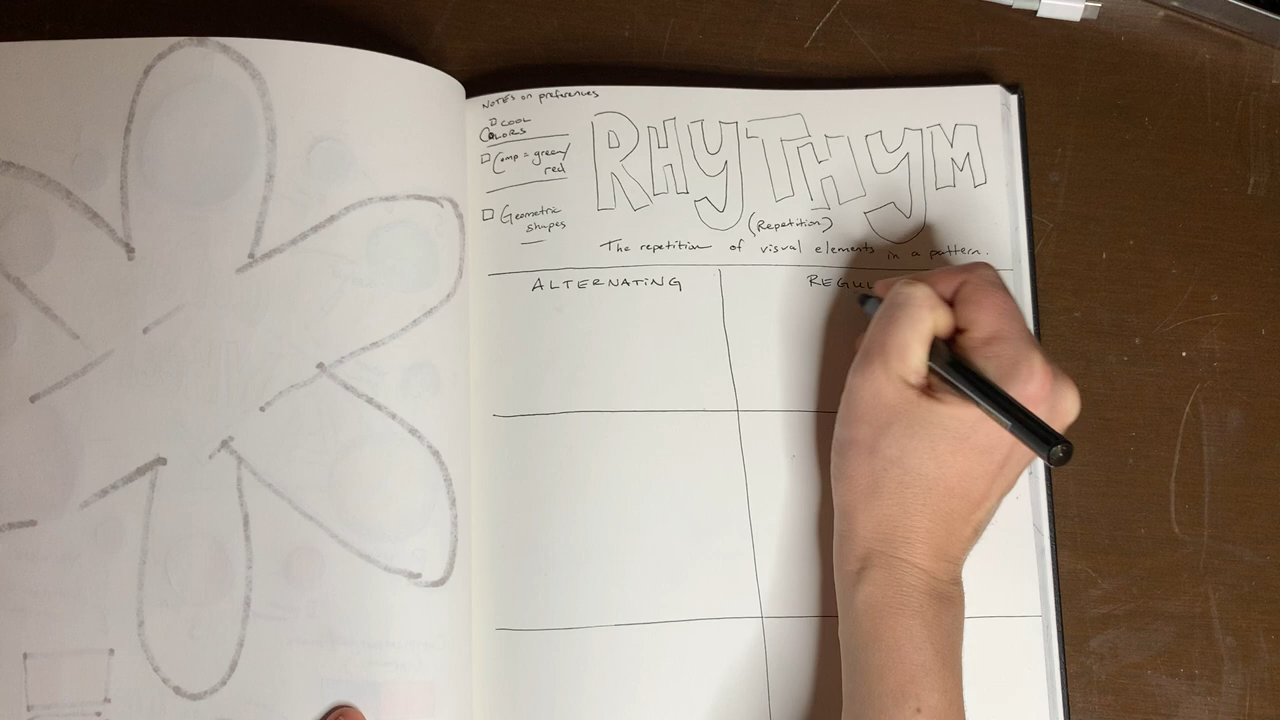 NOTES on preferences
COOL
COLORS
Comp = green/
red
Geometric
shapes
RHYTHYM
(Repetition)
The repetition of visual elements in a pattern.
ALTERNATING
REGUL